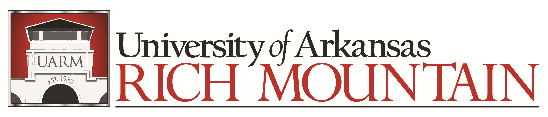 UARM
University of Arkansas
RICH MOUNTAIN